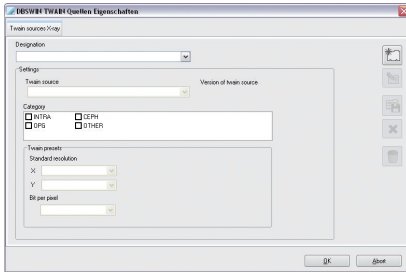 DBSWIN TWAIN Quellen Eigenschaften
Twain sources X-ray
Designation
Settings
Twain source
Version of twain source
Category
INTRA
CEPH
OPG
OTHER
Twain presets
Standard resolution
X
Y
Bit per pixel
OK
Abort